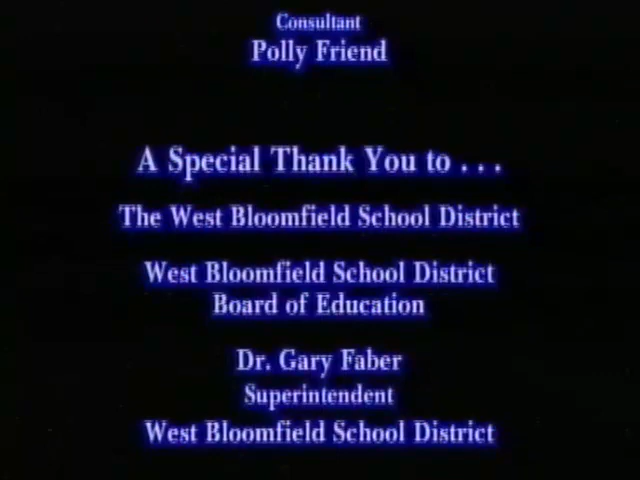 Consultant
Polly Friend
A Special Thank You to . . .
The West Bloomfield School District
West Bloomfield School District
Board of Education
Dr. Gary Faber
Superintendent
West Bloomfield School District